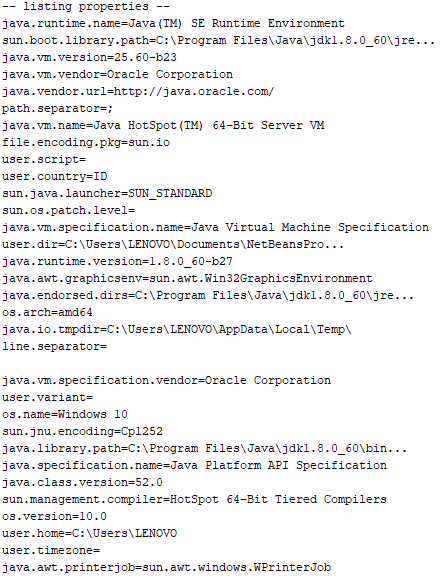 -- listing properties --
java.runtime.name=Java(TM) SE Runtime Environment
sun.boot.library.path=C:\Program Files\Java\jdk1.8.0_60\jre...
java.vm.version=25.60-b23
java.vm.vendor=Oracle Corporation
java.vendor.url=http://java.oracle.com/
path.separator=;
java.vm.name=Java HotSpot(TM) 64-Bit Server VM
file.encoding.pkg=sun.io
user.script=
user.country=ID
sun.java.launcher=SUN_STANDARD
sun.os.patch.level=
java.vm.specification.name=Java Virtual Machine Specification
user.dir=C:\Users\LENOVO\Documents\NetBeansPro...
java.runtime.version=1.8.0_60-b27
java.awt.graphicsenv=sun.awt.Win32GraphicsEnvironment
java.endorsed.dirs=C:\Program Files\Java\jdk1.8.0_60\jre...
os.arch=amd64
java.io.tmpdir=C:\Users\LENOVO\AppData\Local\Temp\
line.separator=

java.vm.specification.vendor=Oracle Corporation
user.variant=
os.name=Windows 10
sun.jnu.encoding=Cp1252
java.library.path=C:\Program Files\Java\jdk1.8.0_60\bin...
java.specification.name=Java Platform API Specification
java.class.version=52.0
sun.management.compiler=HotSpot 64-Bit Tiered Compilers
os.version=10.0
user.home=C:\Users\LENOVO
user.timezone=
java.awt.printerjob=sun.awt.windows.WPrinterJob